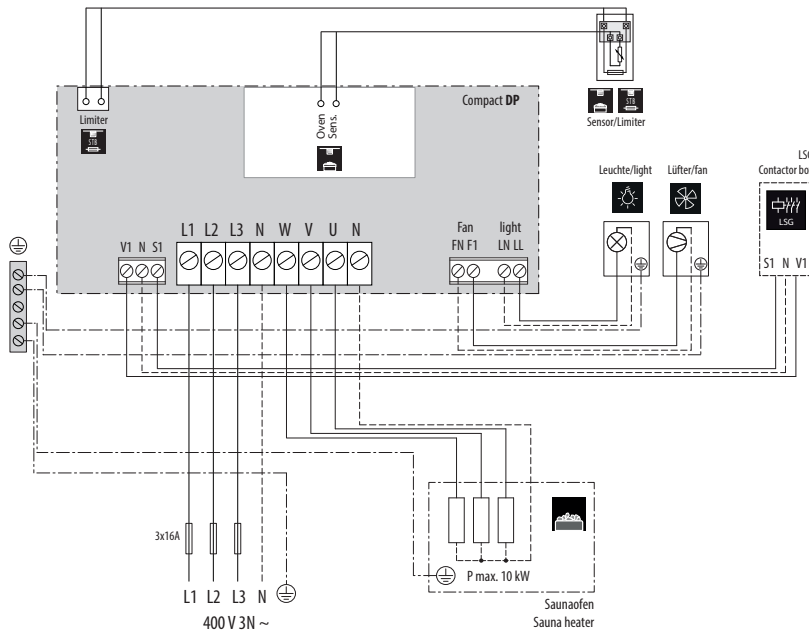 Limiter
STB
Oven
Sens.
Compact DP
STB
Sensor/Limiter
Leuchte/light
Lüfter/fan
Contactor bo
LSG
S1 N V1
V1 N S1
L1 L2 L3 N W V U N
Fan
FN F1
light
LN LL
3x16A
L1 L2 L3 N
400 V 3N ~
P max. 10 kW
Saunaofen
Sauna heater